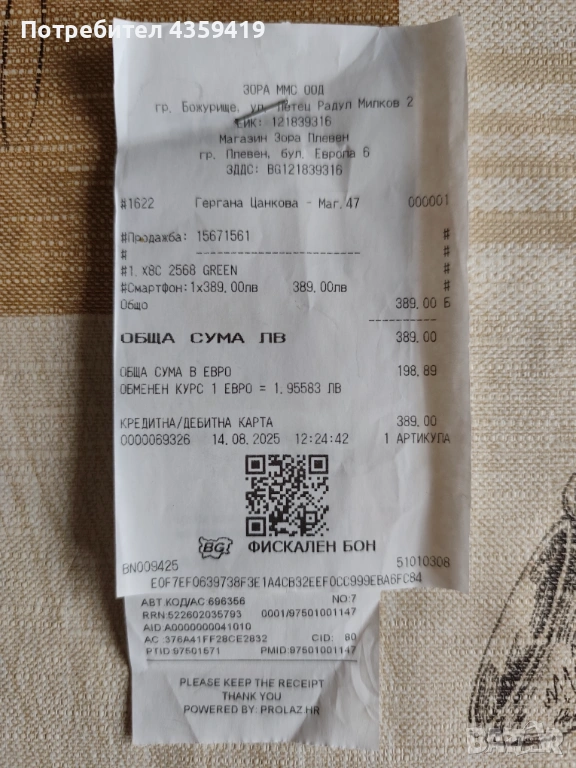 Потребител 4359419
ЗОРА ММС ООД
гр. Божурище, ул. Летец Радул Милков 2
ЕИК: 121839316
Магазин Зора Плевен
гр. Плевен, бул. Европа 6
ЗДДС: BG121839316
#1622 Гергана Цанкова - Маг.47 000001
#Продажба: 15671561 #
# -------------------- #
#1. X8C 2568 GREEN #
#Смартфон:1x389.00лв 389.00лв #
Общо 389.00 Б
----------
ОБЩА СУМА ЛВ 389.00
ОБЩА СУМА В ЕВРО 198.89
ОБМЕНЕН КУРС 1 ЕВРО = 1.95583 ЛВ
КРЕДИТНА/ДЕБИТНА КАРТА 389.00
0000069326 14.08.2025 12:24:42 1 АРТИКУЛА
BG! ФИСКАЛЕН БОН
BN009425 51010308
E0F7EF0639738F3E1A4CB32EEF0CC999EBA6FC84
АВТ.КОД/AC:696356 NO:7
RRN:522602035793 0001/97501001147
AID:A0000000041010
AC :376A41FF28CE2832 CID: 80
PTID:97501571 PMID:97501001147
PLEASE KEEP THE RECEIPT
THANK YOU
POWERED BY: PROLAZ.HR